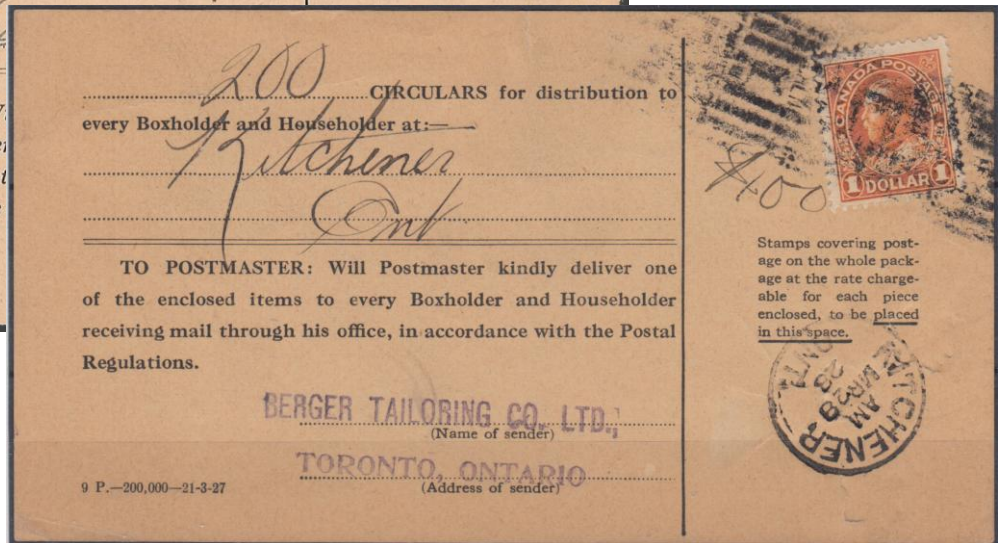 200 CIRCULARS for distribution to
every Boxholder and Householder at:—
Kitchener
Ont
TO POSTMASTER: Will Postmaster kindly deliver one
of the enclosed items to every Boxholder and Householder
receiving mail through his office, in accordance with the Postal
Regulations.
BERGER TAILORING CO. LTD.,
(Name of sender)
TORONTO, ONTARIO
(Address of sender)
9 P.—200,000—21-3-27
CANADA POSTAGE
1 DOLLAR 1
$1.00
Stamps covering post-
age on the whole pack-
age at the rate charge-
able for each piece
enclosed, to be placed
in this space.
KITCHENER
AM
MR 28
28
ONT.